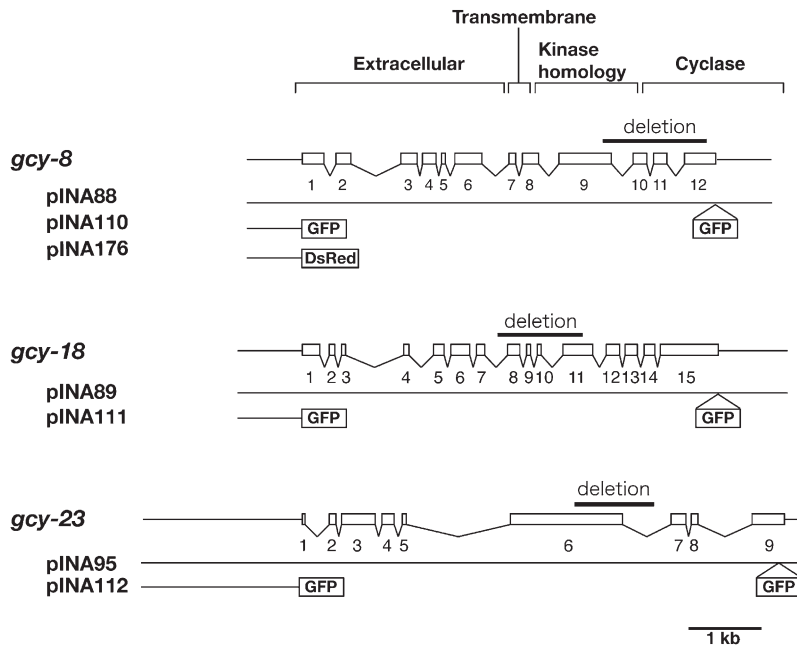 Transmembrane
Extracellular
Kinase
homology
Cyclase
deletion
gcy-8
1 2 3 4 5 6 7 8 9 10 11 12
pINA88
pINA110 GFP GFP
pINA176 DsRed
deletion
gcy-18
1 2 3 4 5 6 7 8 9 10 11 12 13 14 15
pINA89
pINA111 GFP GFP
deletion
gcy-23
1 2 3 4 5 6 7 8 9
pINA95
pINA112 GFP GFP
1 kb